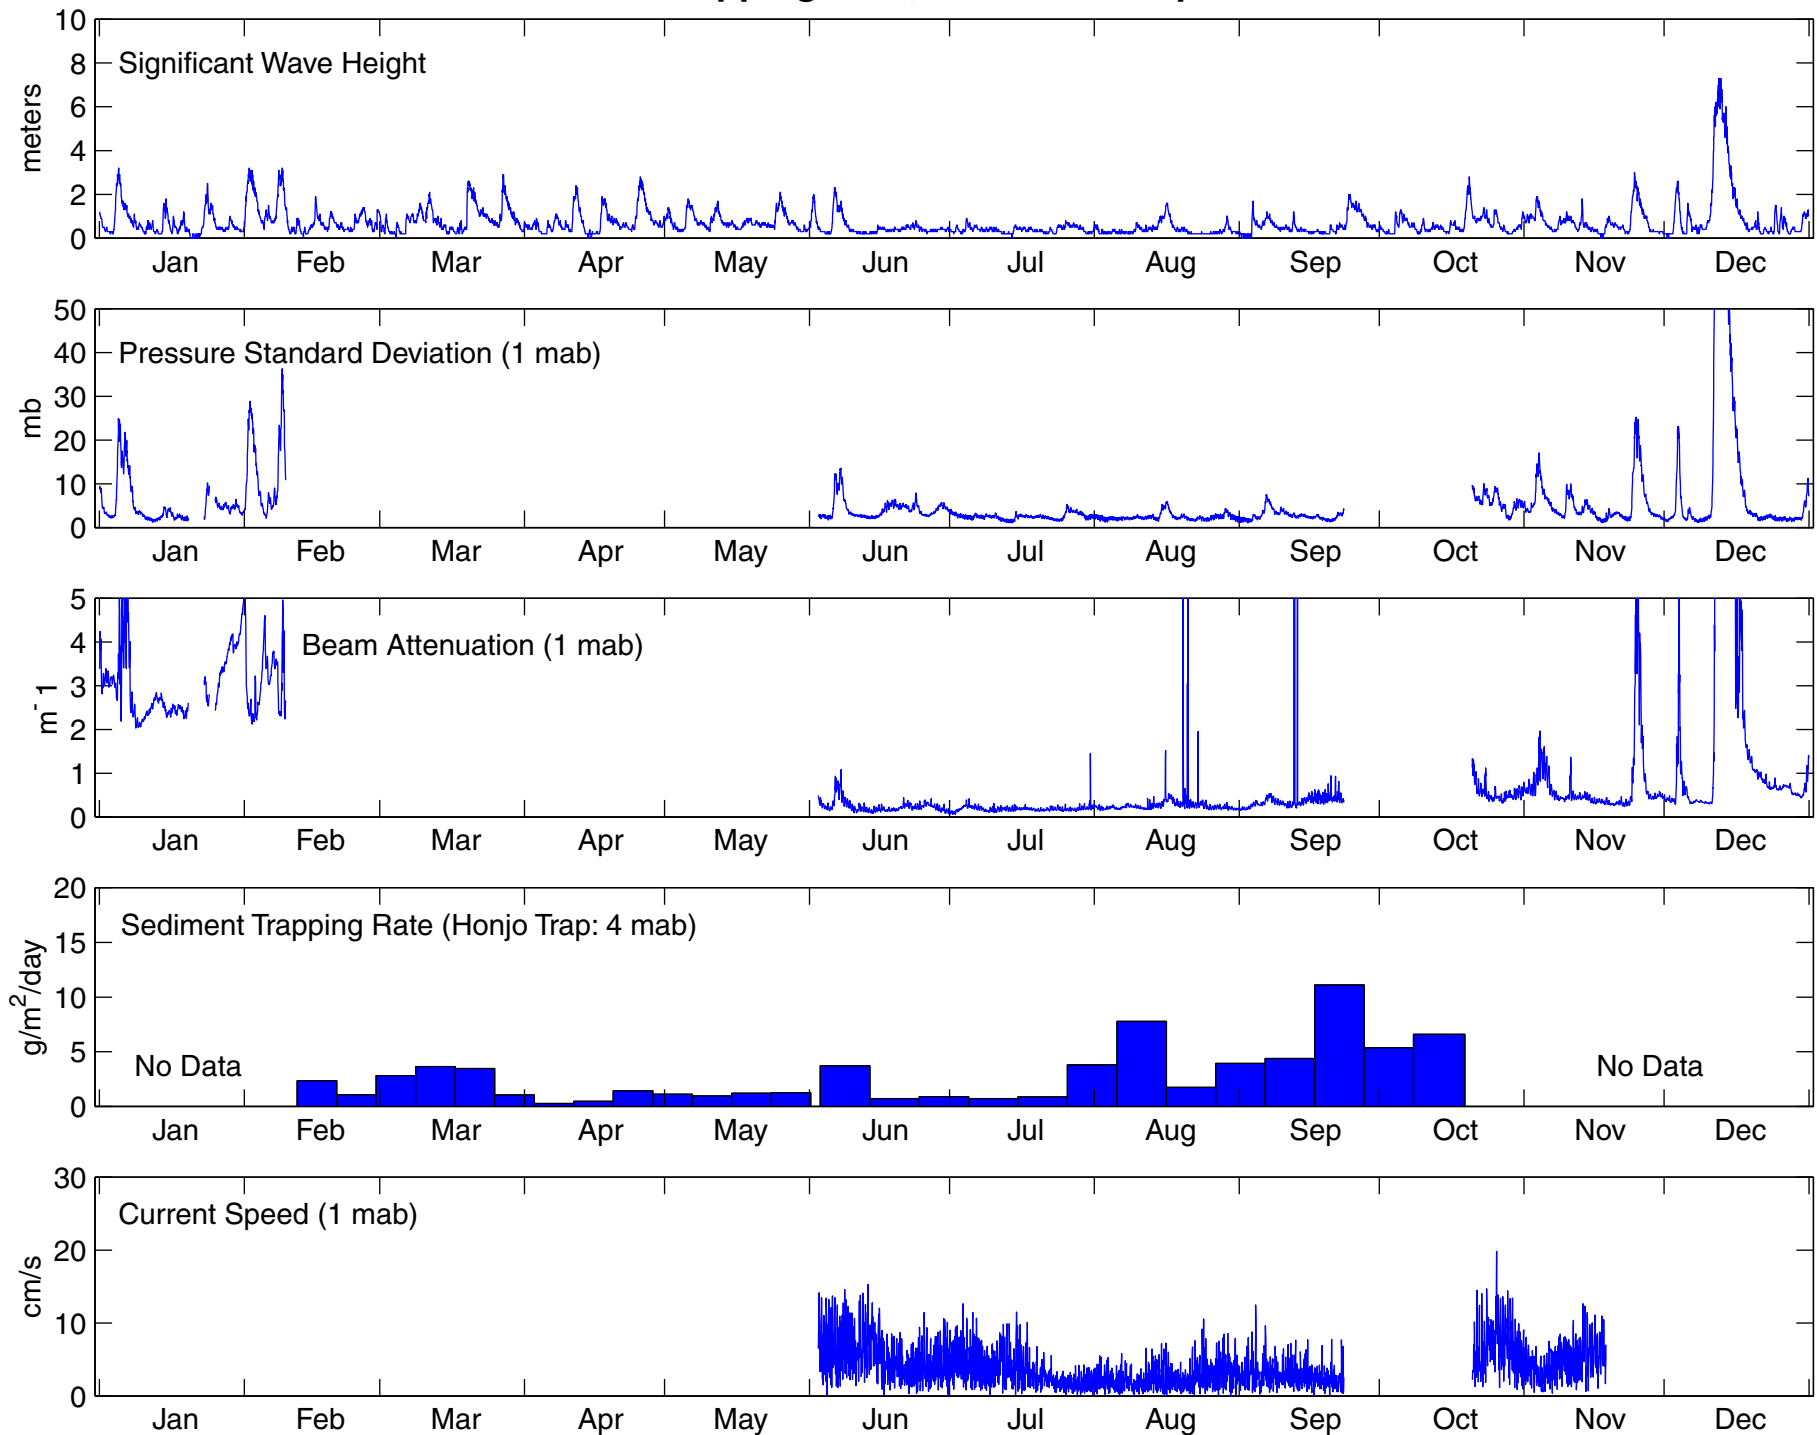 10
8
6
4
2
0
meters
Significant Wave Height
Jan Feb Mar Apr May Jun Jul Aug Sep Oct Nov Dec
50
40
30
20
10
0
mb
Pressure Standard Deviation (1 mab)
Jan Feb Mar Apr May Jun Jul Aug Sep Oct Nov Dec
5
4
3
2
1
0
m⁻1
Beam Attenuation (1 mab)
Jan Feb Mar Apr May Jun Jul Aug Sep Oct Nov Dec
20
15
10
5
0
g/m²/day
Sediment Trapping Rate (Honjo Trap: 4 mab)
No Data No Data
Jan Feb Mar Apr May Jun Jul Aug Sep Oct Nov Dec
30
20
10
0
cm/s
Current Speed (1 mab)
Jan Feb Mar Apr May Jun Jul Aug Sep Oct Nov Dec